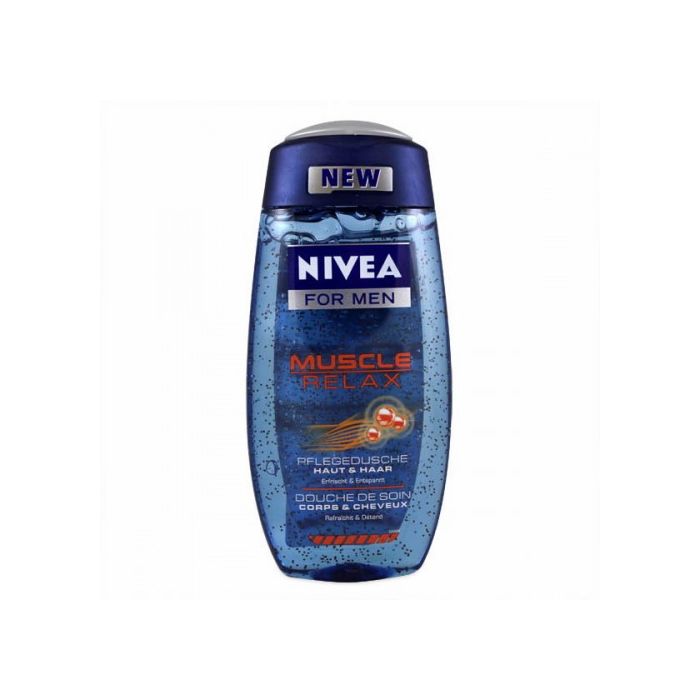 NEW
NIVEA
FOR MEN
MUSCLE
RELAX
PFLEGEDUSCHE
HAUT & HAAR
Erfrischt & Entspannt
DOUCHE DE SOIN
CORPS & CHEVEUX
Rafraîchit & Détend